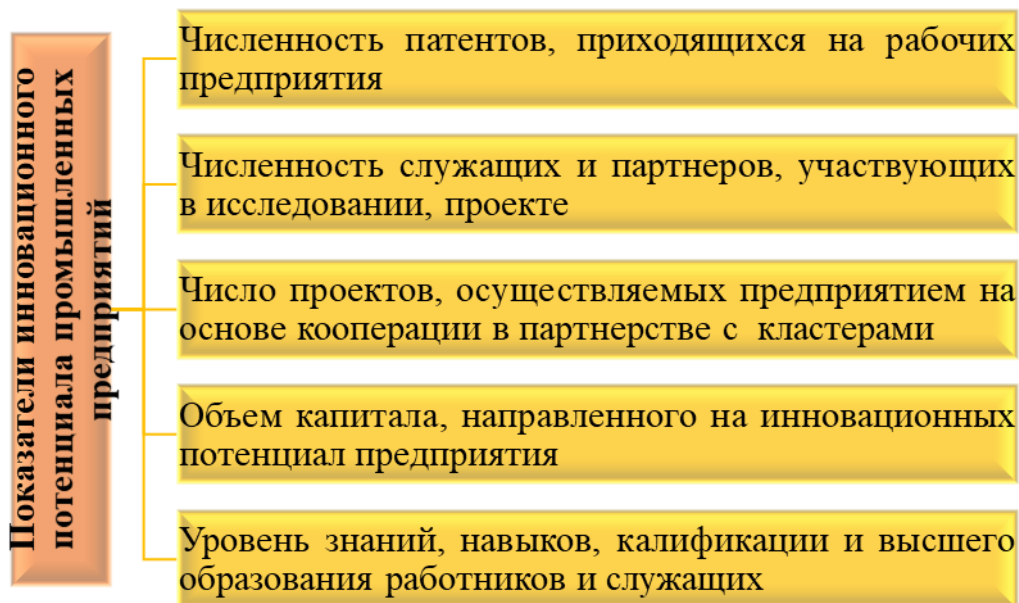 Показатели инновационного
потенциала промышленных
предприятий
Численность патентов, приходящихся на рабочих
предприятия
Численность служащих и партнеров, участвующих
в исследовании, проекте
Число проектов, осуществляемых предприятием на
основе кооперации в партнерстве с кластерами
Объем капитала, направленного на инновационных
потенциал предприятия
Уровень знаний, навыков, калификации и высшего
образования работников и служащих